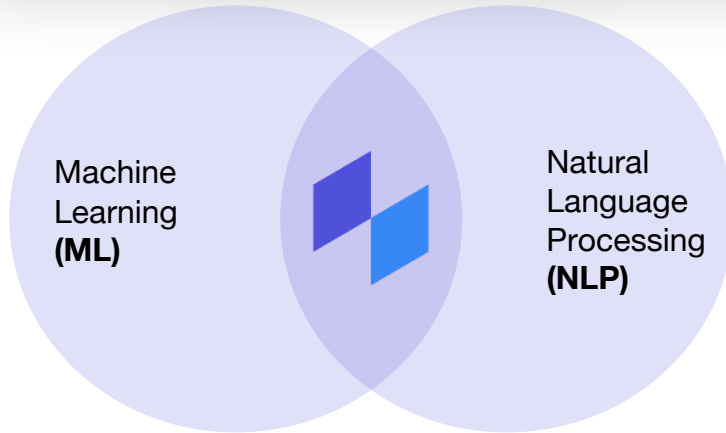 Machine
Learning
(ML)
Natural
Language
Processing
(NLP)